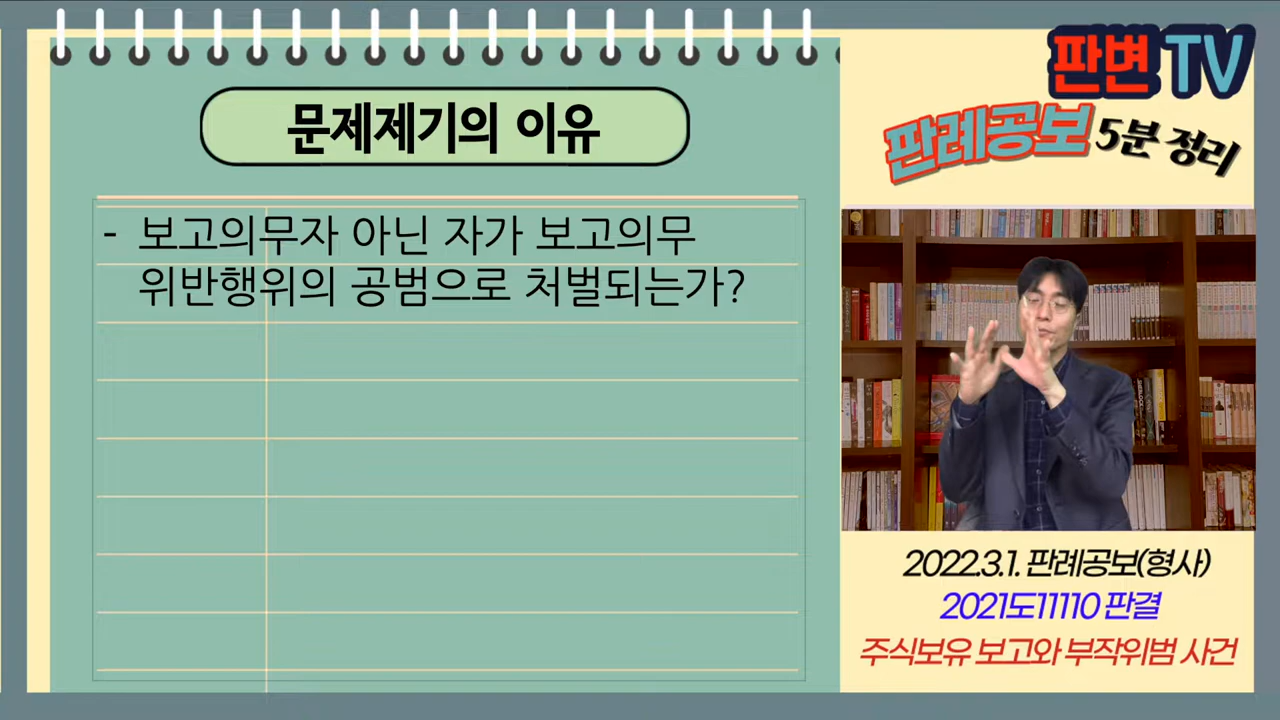 문제제기의 이유
- 보고의무자 아닌 자가 보고의무
위반행위의 공범으로 처벌되는가?
판변 TV
판례공보 5분 정리
2022.3.1. 판례공보(형사)
2021도11110 판결
주식보유 보고와 부작위범 사건